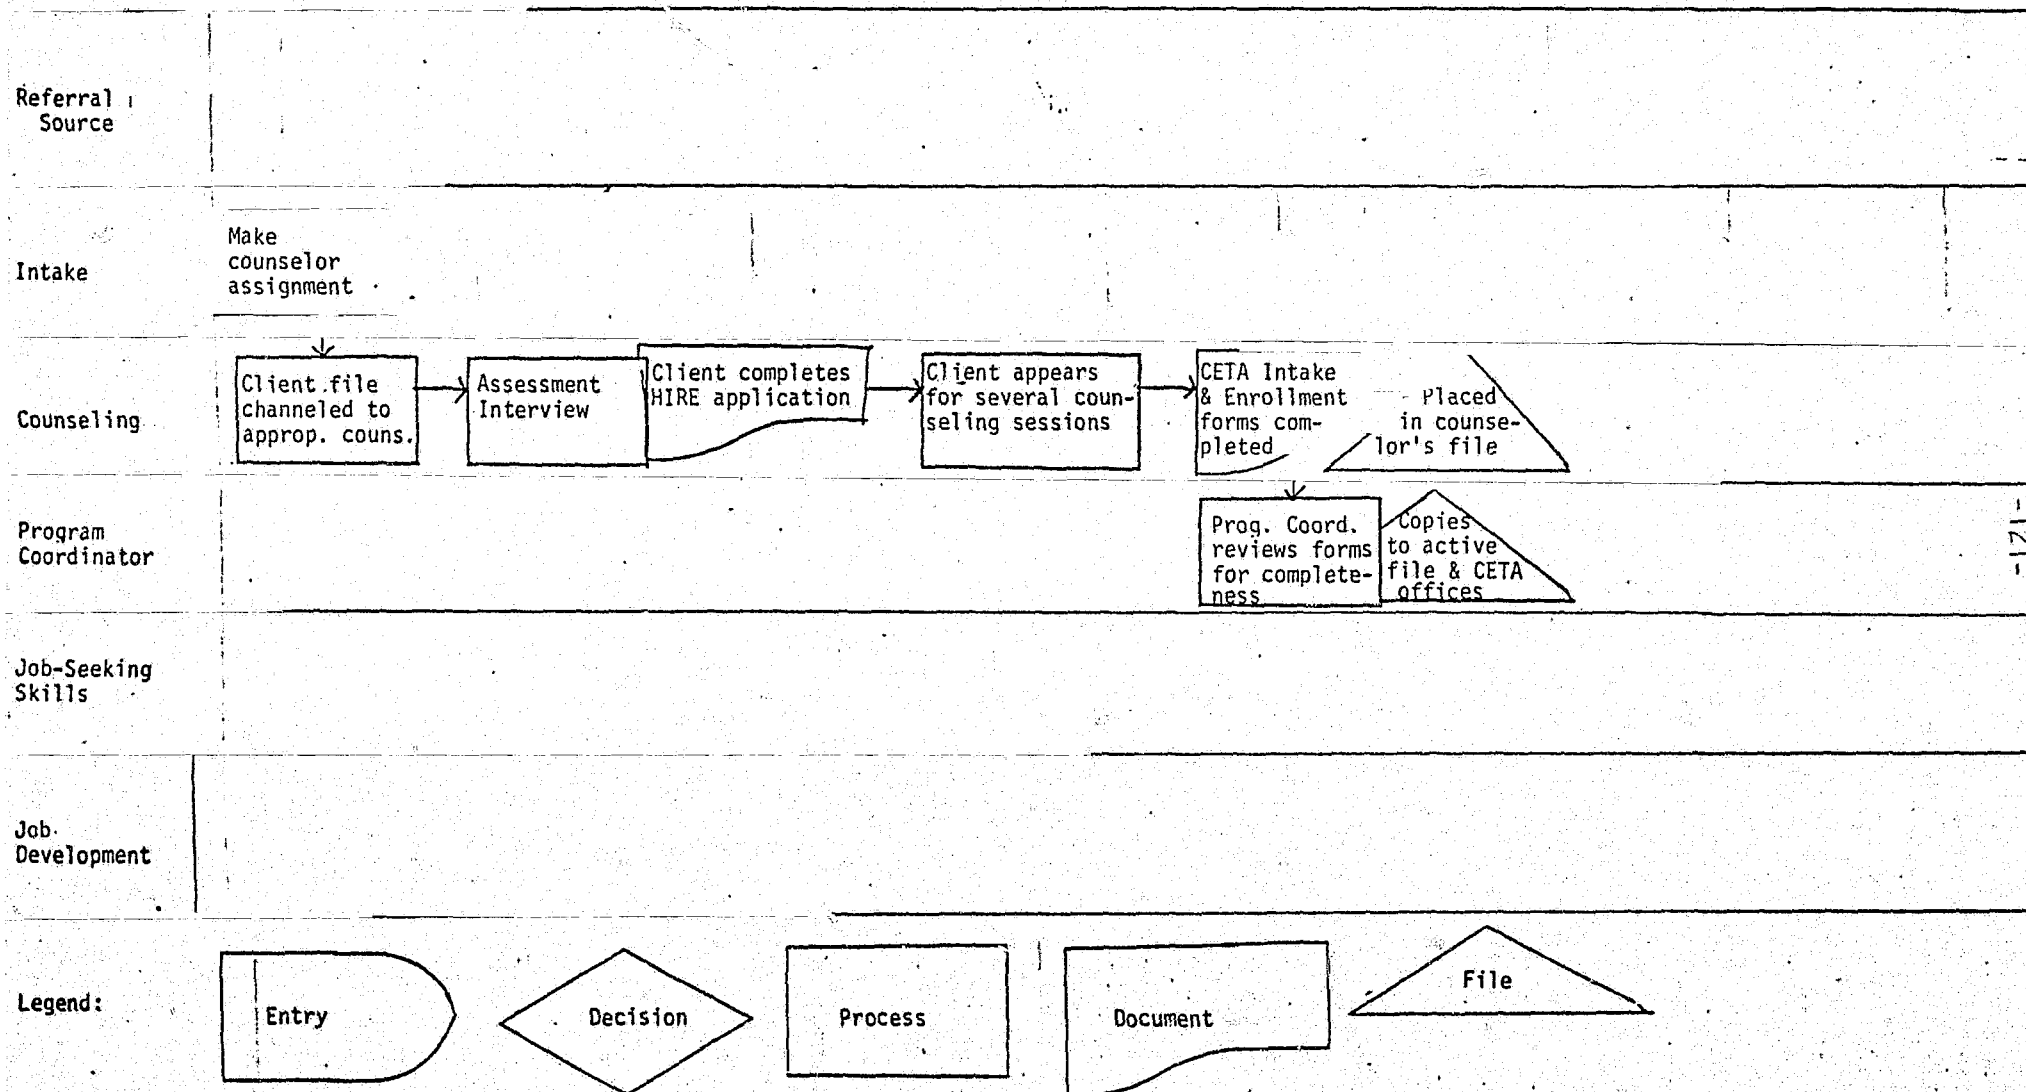 Referral
Source
Intake
Make
counselor
assignment
Counseling
Client file
channeled to
approp. couns.
Assessment
Interview
Client completes
HIRE application
Client appears
for several coun-
seling sessions
CETA Intake
& Enrollment
forms com-
pleted
Placed
in counse-
lor's file
Program
Coordinator
Prog. Coord.
reviews forms
for complete-
ness
Copies
to active
file & CETA
offices
-121-
Job-Seeking
Skills
Job
Development
Legend:
Entry
Decision
Process
Document
File